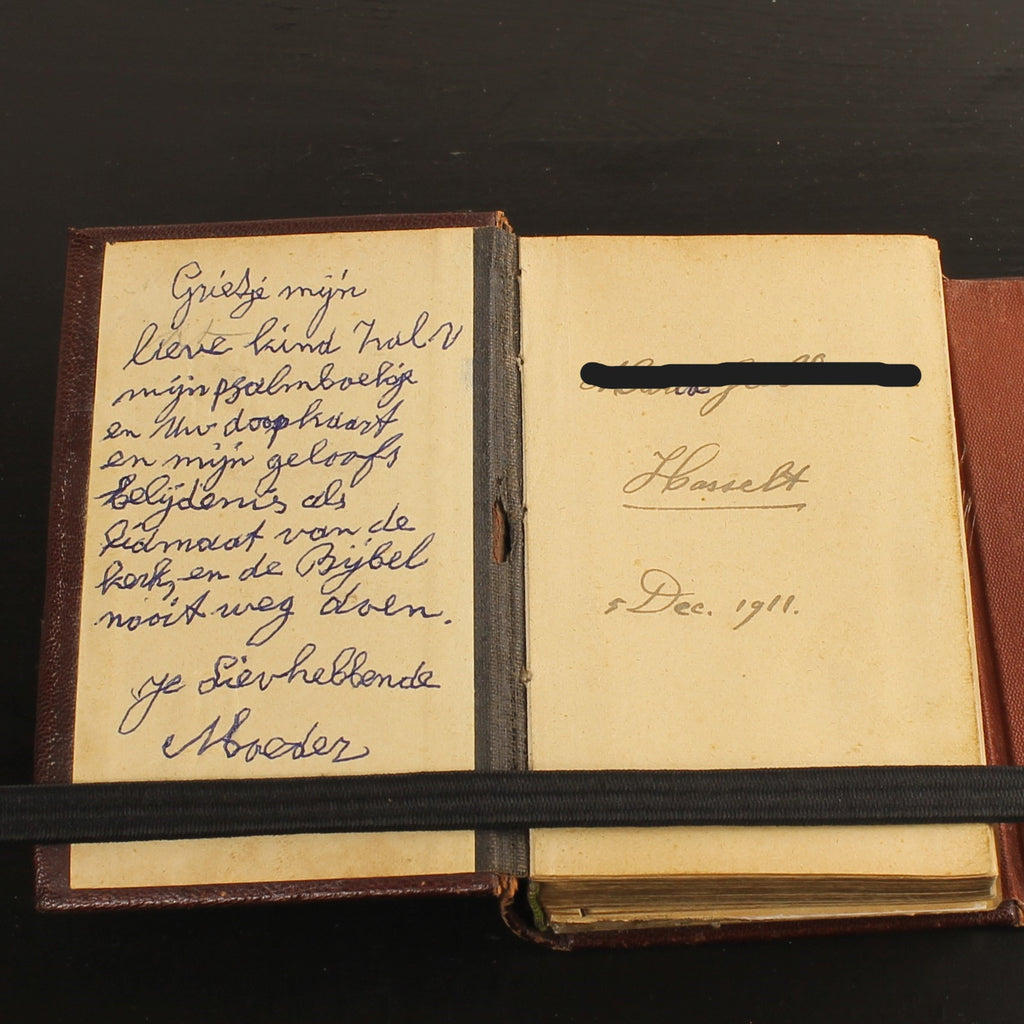 Grietje mijn
lieve kind zal U
mijn psalmboekje
en Uw doopkaart
en mijn geloofs
belijdenis als
Lidmaat van de
kerk, en de Bijbel
nooit weg doen.
je Lievhebbende
Moeder
Hasselt
5 Dec. 1911.